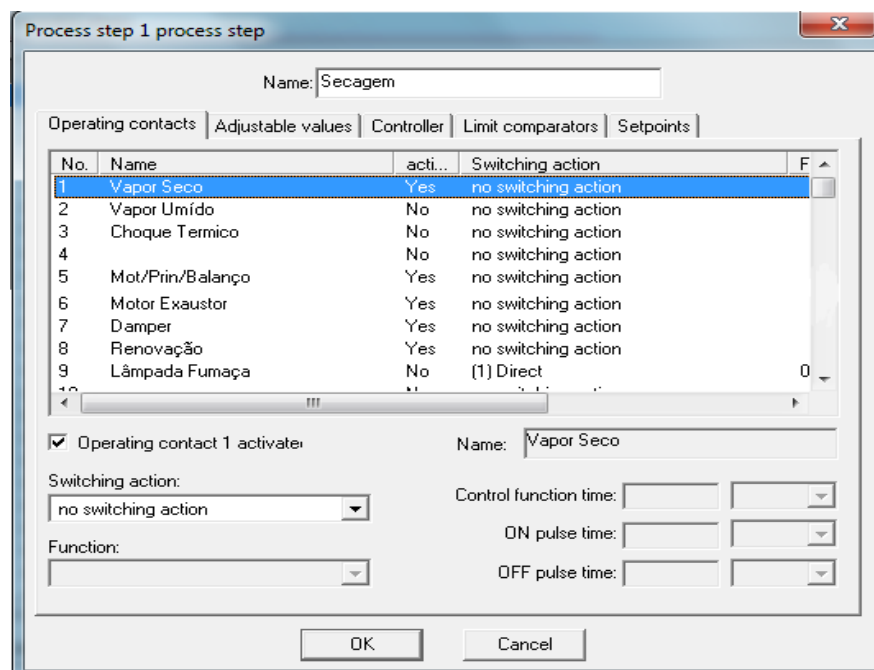 Process step 1 process step
Name: Secagem
Operating contacts Adjustable values Controller Limit comparators Setpoints
No. Name acti... Switching action F
1 Vapor Seco Yes no switching action
2 Vapor Umído No no switching action
3 Choque Termico No no switching action
4 No no switching action
5 Mot/Prin/Balanço Yes no switching action
6 Motor Exaustor Yes no switching action
7 Damper Yes no switching action
8 Renovação Yes no switching action
9 Lâmpada Fumaça No (1) Direct 0
Operating contact 1 activate
Name: Vapor Seco
Switching action:
no switching action
Control function time:
ON pulse time:
Function:
OFF pulse time:
OK Cancel